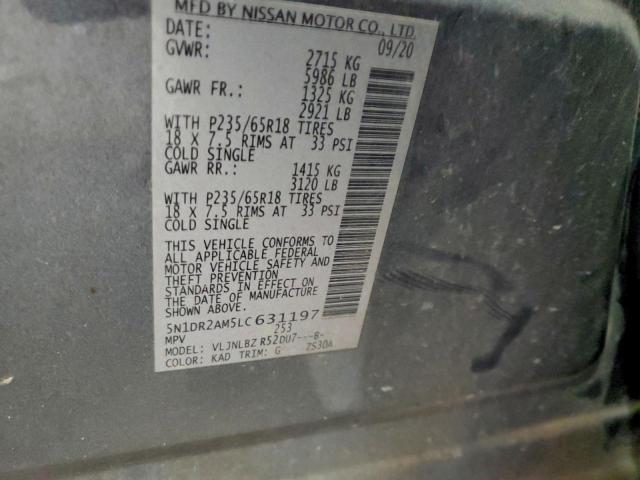 MFD BY NISSAN MOTOR CO., LTD.
DATE: 09/20
GVWR: 2715 KG
5986 LB
GAWR FR.: 1325 KG
2921 LB
WITH P235/65R18 TIRES
18 X 7.5 RIMS AT 33 PSI
COLD SINGLE
GAWR RR.: 1415 KG
3120 LB
WITH P235/65R18 TIRES
18 X 7.5 RIMS AT 33 PSI
COLD SINGLE
THIS VEHICLE CONFORMS TO
ALL APPLICABLE FEDERAL
MOTOR VEHICLE SAFETY AND
THEFT PREVENTION
STANDARDS IN EFFECT ON
THE DATE OF MANUFACTURE
SHOWN ABOVE.
5N1DR2AM5LC631197
MPV 253
MODEL: VLJNLBZ R52DU7---B-
COLOR: KAD TRIM: G ZS30A